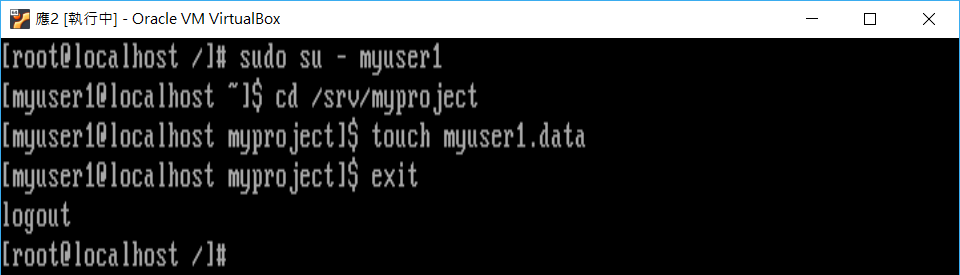 應2 [執行中] - Oracle VM VirtualBox
[root@localhost /]# sudo su - myuser1
[myuser1@localhost ~]$ cd /srv/myproject
[myuser1@localhost myproject]$ touch myuser1.data
[myuser1@localhost myproject]$ exit
logout
[root@localhost /]#